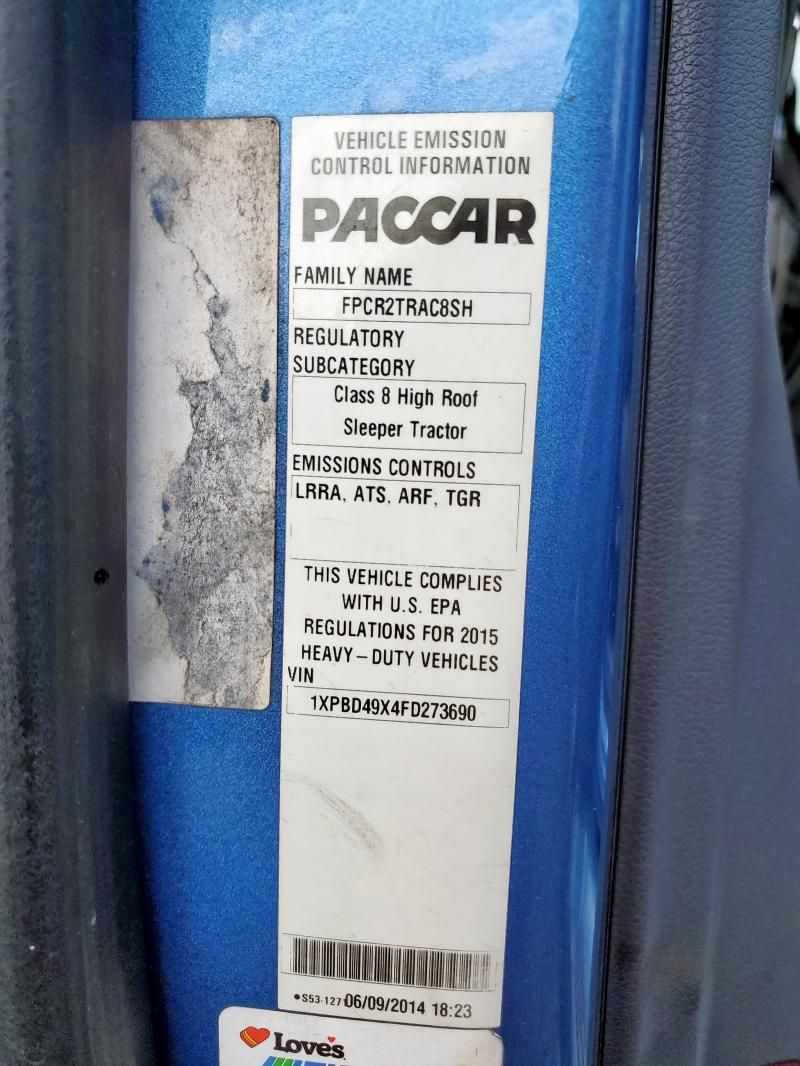 VEHICLE EMISSION
CONTROL INFORMATION
PACCAR
FAMILY NAME
FPCR2TRAC8SH
REGULATORY
SUBCATEGORY
Class 8 High Roof
Sleeper Tractor
EMISSIONS CONTROLS
LRRA, ATS, ARF, TGR
THIS VEHICLE COMPLIES
WITH U.S. EPA
REGULATIONS FOR 2015
HEAVY-DUTY VEHICLES
VIN
1XPBD49X4FD273690
S53-127 06/09/2014 18:23
Love's